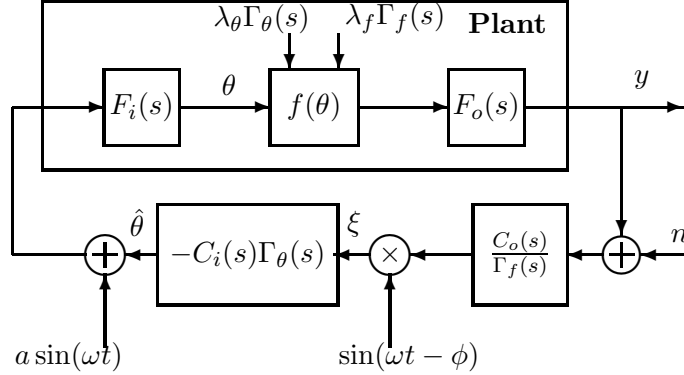 λ_θΓ_θ(s) λ_fΓ_f(s) Plant
F_i(s) θ f(θ) F_o(s) y
θ̂ ξ n
+ −C_i(s)Γ_θ(s) × C_o(s)/Γ_f(s) +
a sin(ωt) sin(ωt − ϕ)